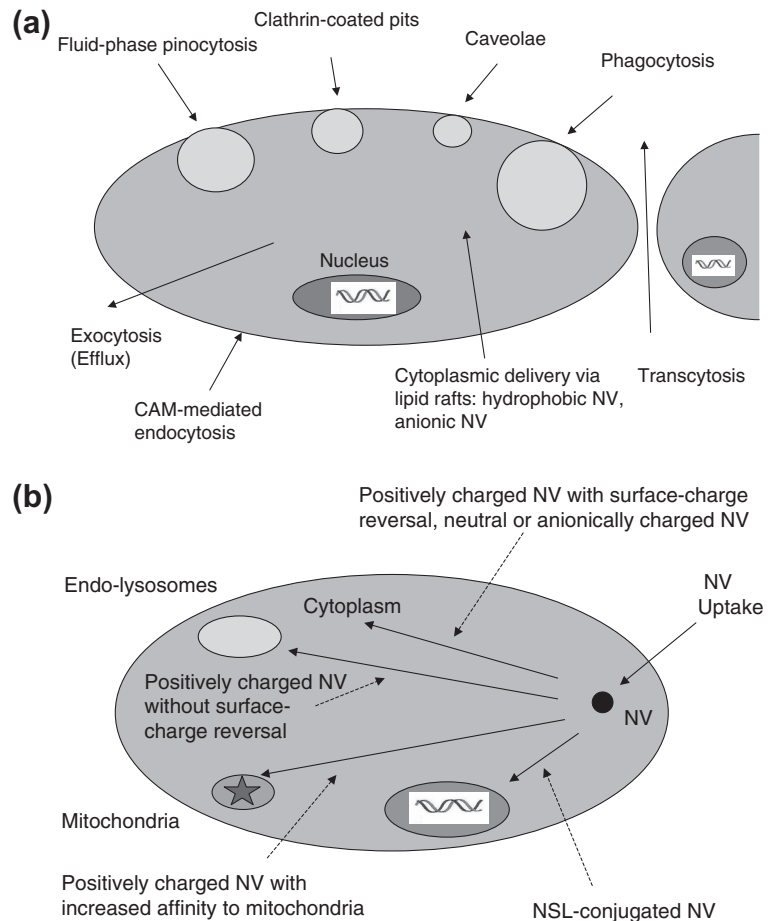 (a)
Clathrin-coated pits
Fluid-phase pinocytosis
Caveolae
Phagocytosis
Nucleus
Exocytosis
(Efflux)
CAM-mediated
endocytosis
Cytoplasmic delivery via
lipid rafts: hydrophobic NV,
anionic NV
Transcytosis
(b)
Positively charged NV with surface-charge
reversal, neutral or anionically charged NV
Endo-lysosomes
Cytoplasm
NV
Uptake
Positively charged NV
without surface-
charge reversal
NV
Mitochondria
Positively charged NV with
increased affinity to mitochondria
NSL-conjugated NV